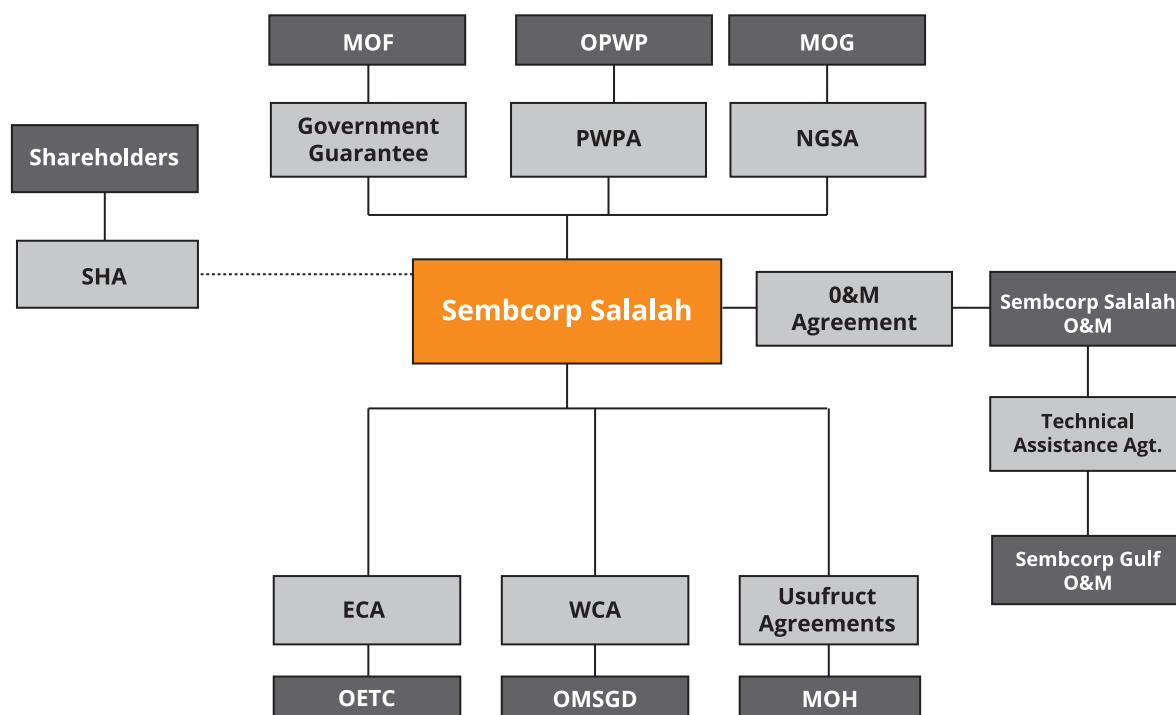 MOF
OPWP
MOG
Government
Guarantee
PWPA
NGSA
Shareholders
SHA
Sembcorp Salalah
0&M
Agreement
Sembcorp Salalah
O&M
Technical
Assistance Agt.
Sembcorp Gulf
O&M
ECA
WCA
Usufruct
Agreements
OETC
OMSGD
MOH